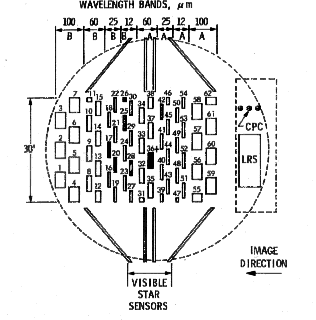 WAVELENGTH BANDS, μm
100 60 25 12 60 25 12 100
B B B B A A A A
3 7 11 15 18 22 26 30 34 38 42 46 50 54 58 62
2 6 10 14 17 21 25 29 33 37 41 45 49 53 57 61
1 5 9 13 16 20 24 28 32 36 40 44 48 52 56 60
4 8 12 19 23 27 31 35 39 43 47 51 55 59
30'
CPC
LRS
IMAGE
DIRECTION
VISIBLE
STAR
SENSORS